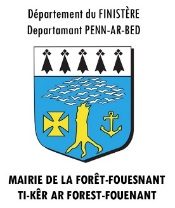 Département du FINISTÈRE
Departamant PENN-AR-BED
MAIRIE DE LA FORÊT-FOUESNANT
TI-KÊR AR FOREST-FOUENANT